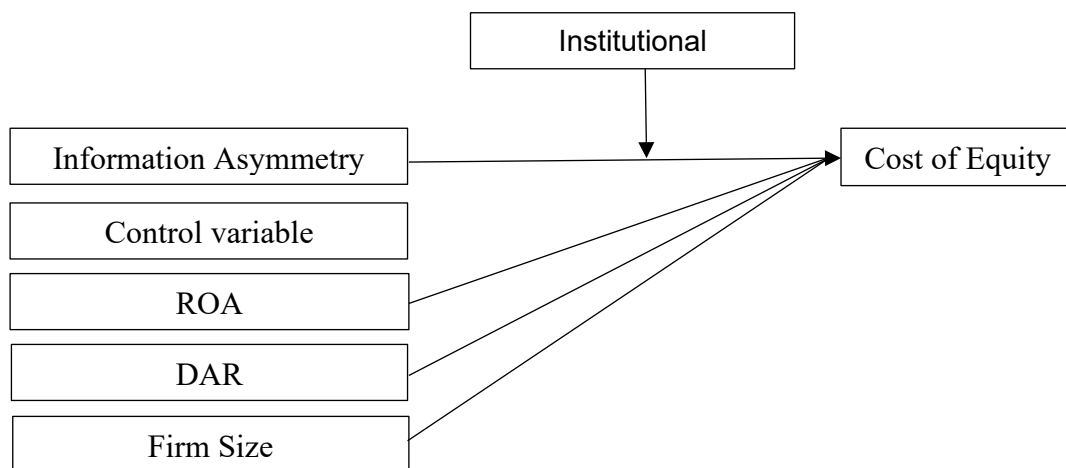 Institutional
Information Asymmetry
Cost of Equity
Control variable
ROA
DAR
Firm Size